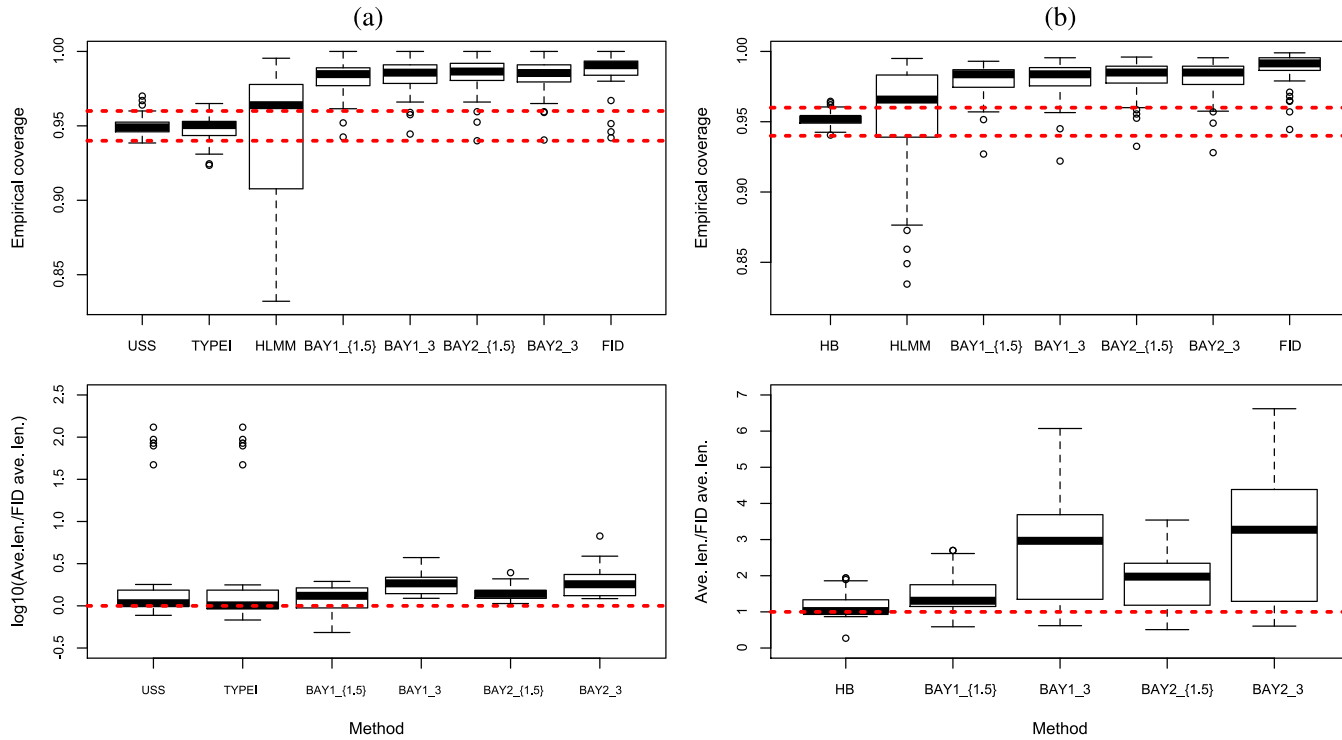 (a)
Empirical coverage
1.00
0.95
0.90
0.85
USS TYPEI HLMM BAY1_{1.5} BAY1_3 BAY2_{1.5} BAY2_3 FID
log10(Ave.len./FID ave. len.)
2.5
2.0
1.5
1.0
0.5
0.0
-0.5
USS TYPEI BAY1_{1.5} BAY1_3 BAY2_{1.5} BAY2_3
Method
(b)
Empirical coverage
1.00
0.95
0.90
0.85
HB HLMM BAY1_{1.5} BAY1_3 BAY2_{1.5} BAY2_3 FID
Ave. len./FID ave. len.
7
6
5
4
3
2
1
0
HB BAY1_{1.5} BAY1_3 BAY2_{1.5} BAY2_3
Method